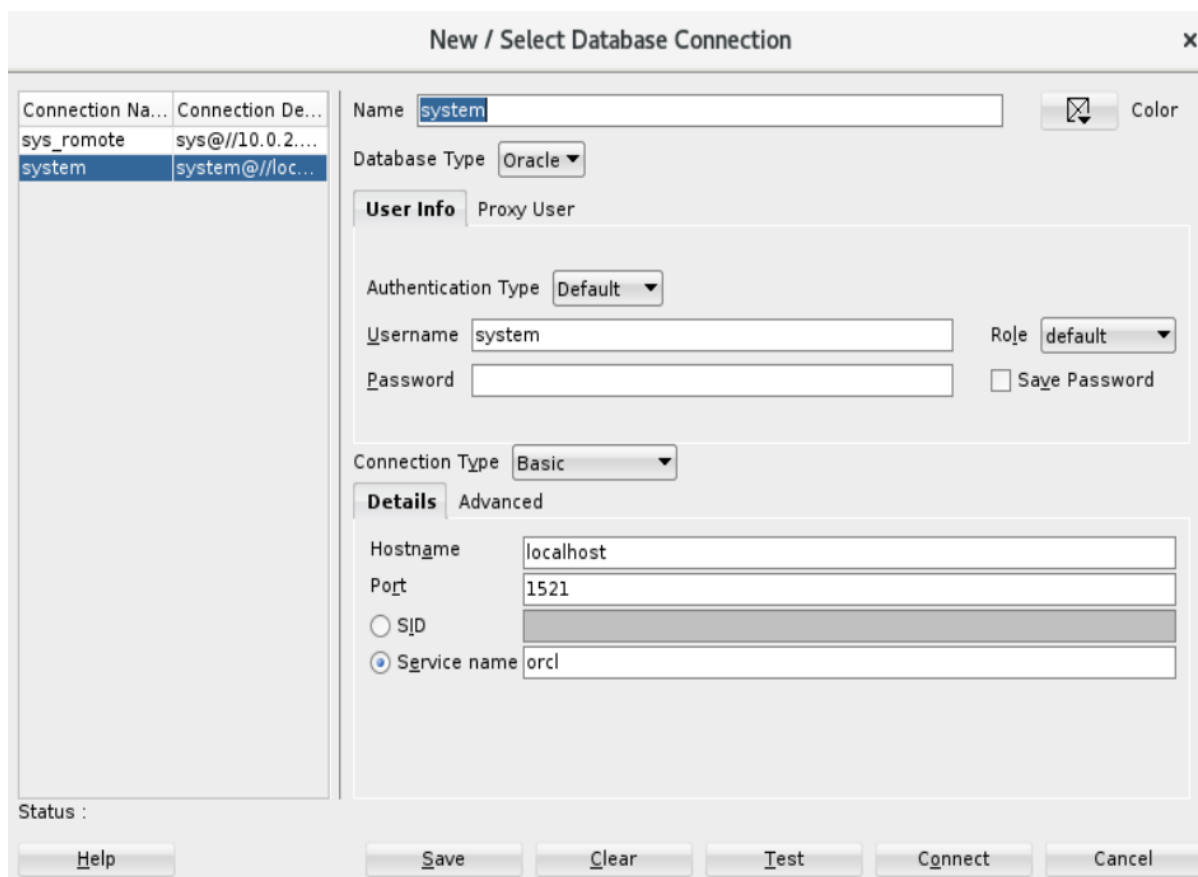 New / Select Database Connection
x
Connection Na... Connection De...
sys_romote sys@//10.0.2....
system system@//loc...
Name system Color
Database Type Oracle
User Info Proxy User
Authentication Type Default
Username system Role default
Password Save Password
Connection Type Basic
Details Advanced
Hostname localhost
Port 1521
SID
Service name orcl
Status :
Help Save Clear Test Connect Cancel